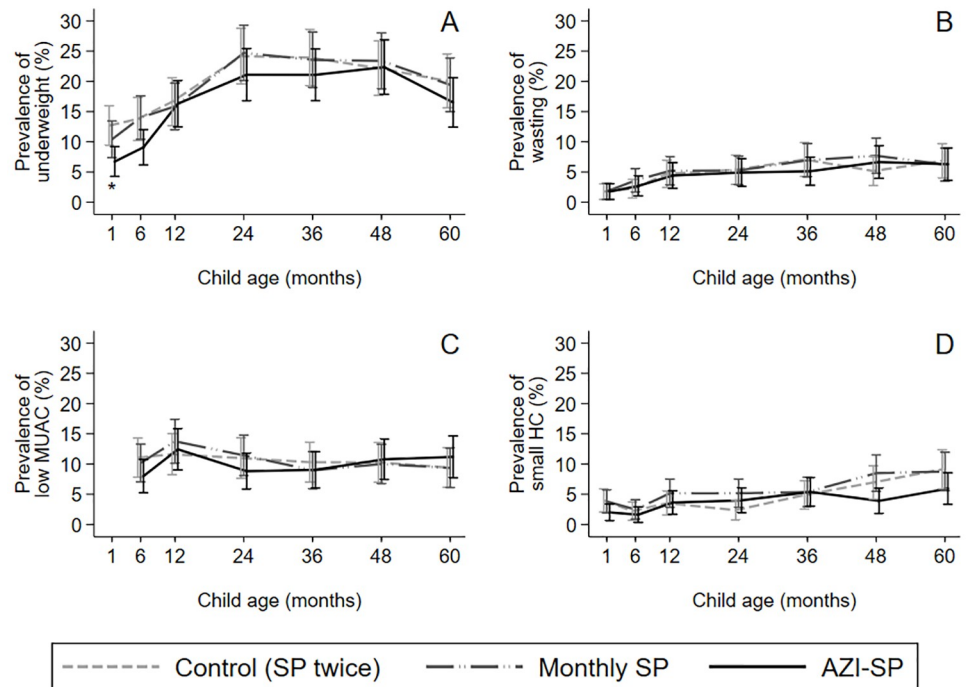 A
Prevalence of
underweight (%)
30
25
20
15
10
5
0
*
1 6 12 24 36 48 60
Child age (months)
B
Prevalence of
wasting (%)
30
25
20
15
10
5
0
1 6 12 24 36 48 60
Child age (months)
C
Prevalence of
low MUAC (%)
30
25
20
15
10
5
0
1 6 12 24 36 48 60
Child age (months)
D
Prevalence of
small HC (%)
30
25
20
15
10
5
0
1 6 12 24 36 48 60
Child age (months)
Control (SP twice) Monthly SP AZI-SP